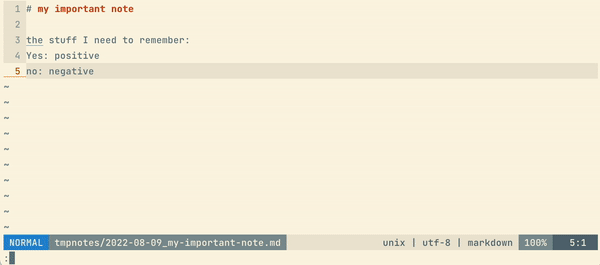 1 # my important note
2
3 the stuff I need to remember:
4 Yes: positive
5 no: negative
~
~
~
~
~
~
~
~
~
~
NORMAL tmpnotes/2022-08-09_my-important-note.md unix | utf-8 | markdown 100% 5:1
: